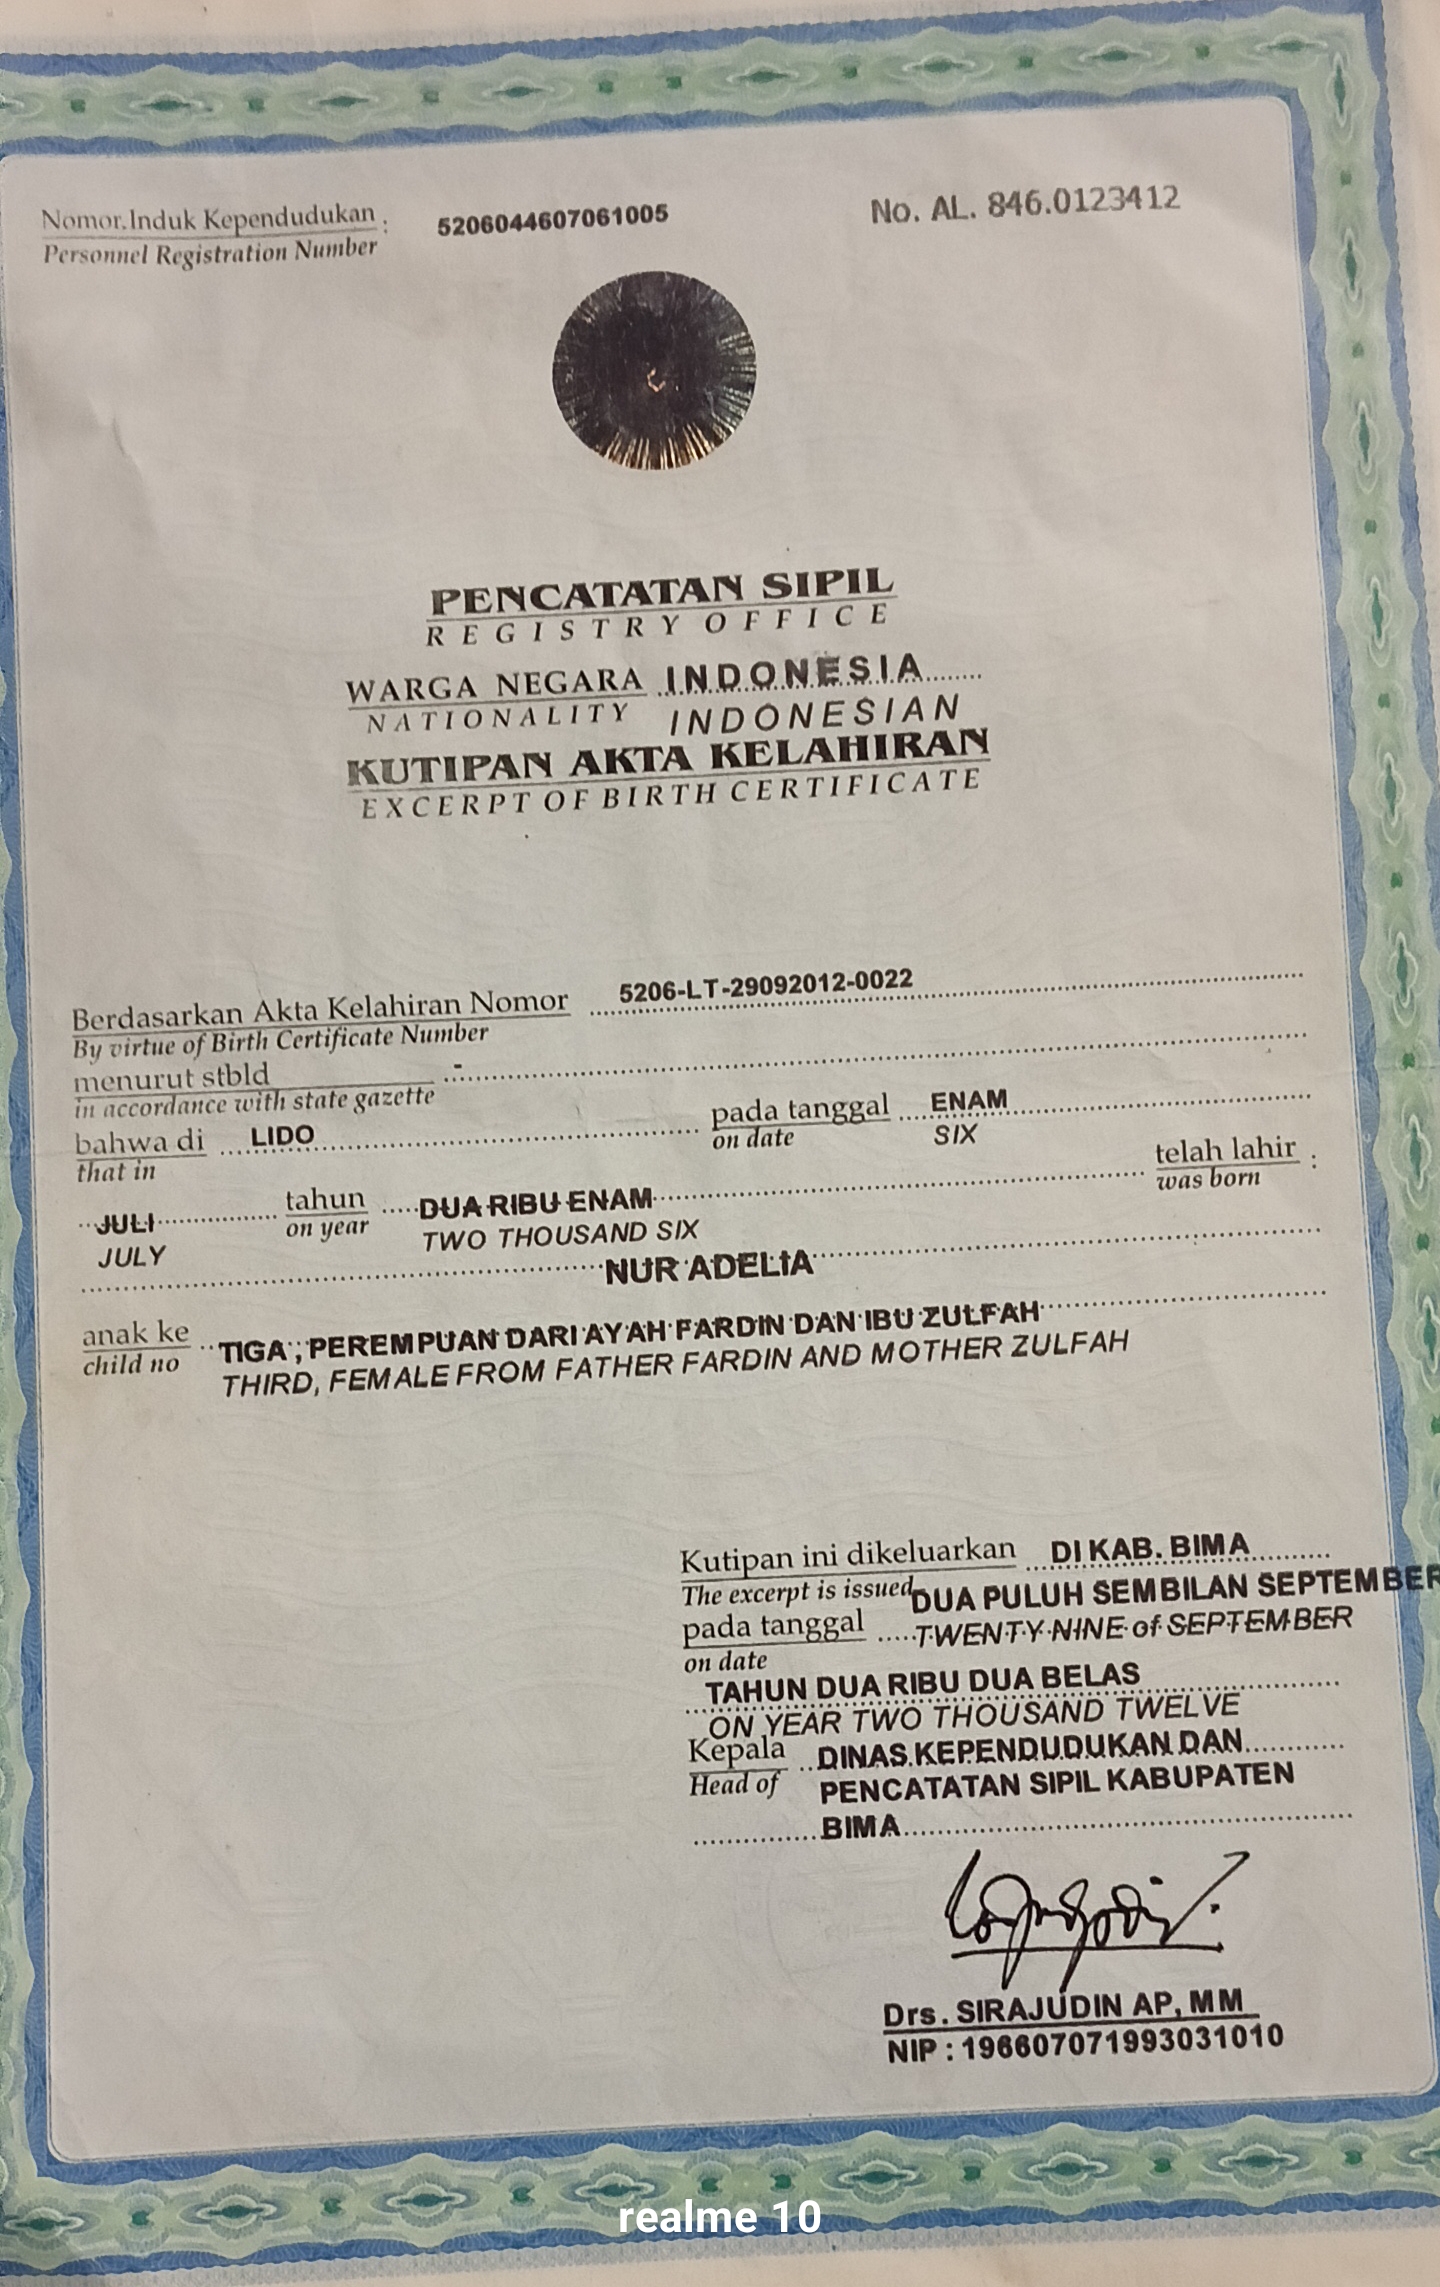 Nomor Induk Kependudukan : 5206044607061005 No. AL. 846.0123412
Personnel Registration Number
PENCATATAN SIPIL
REGISTRY OFFICE
WARGA NEGARA INDONESIA
NATIONALITY INDONESIAN
KUTIPAN AKTA KELAHIRAN
EXCERPT OF BIRTH CERTIFICATE
Berdasarkan Akta Kelahiran Nomor 5206-LT-29092012-0022
By virtue of Birth Certificate Number
menurut stbld -
in accordance with state gazette
bahwa di LIDO pada tanggal ENAM
that in on date SIX
JULI tahun DUA RIBU ENAM telah lahir :
JULY on year TWO THOUSAND SIX was born
NUR ADELIA
anak ke TIGA , PEREMPUAN DARI AYAH FARDIN DAN IBU ZULFAH
child no THIRD, FEMALE FROM FATHER FARDIN AND MOTHER ZULFAH
Kutipan ini dikeluarkan DI KAB. BIMA
The excerpt is issued
pada tanggal DUA PULUH SEMBILAN SEPTEMBER
on date TWENTY NINE of SEPTEMBER
TAHUN DUA RIBU DUA BELAS
ON YEAR TWO THOUSAND TWELVE
Kepala DINAS KEPENDUDUKAN DAN
Head of PENCATATAN SIPIL KABUPATEN
BIMA
Drs. SIRAJUDIN AP, MM
NIP : 196607071993031010
realme 10